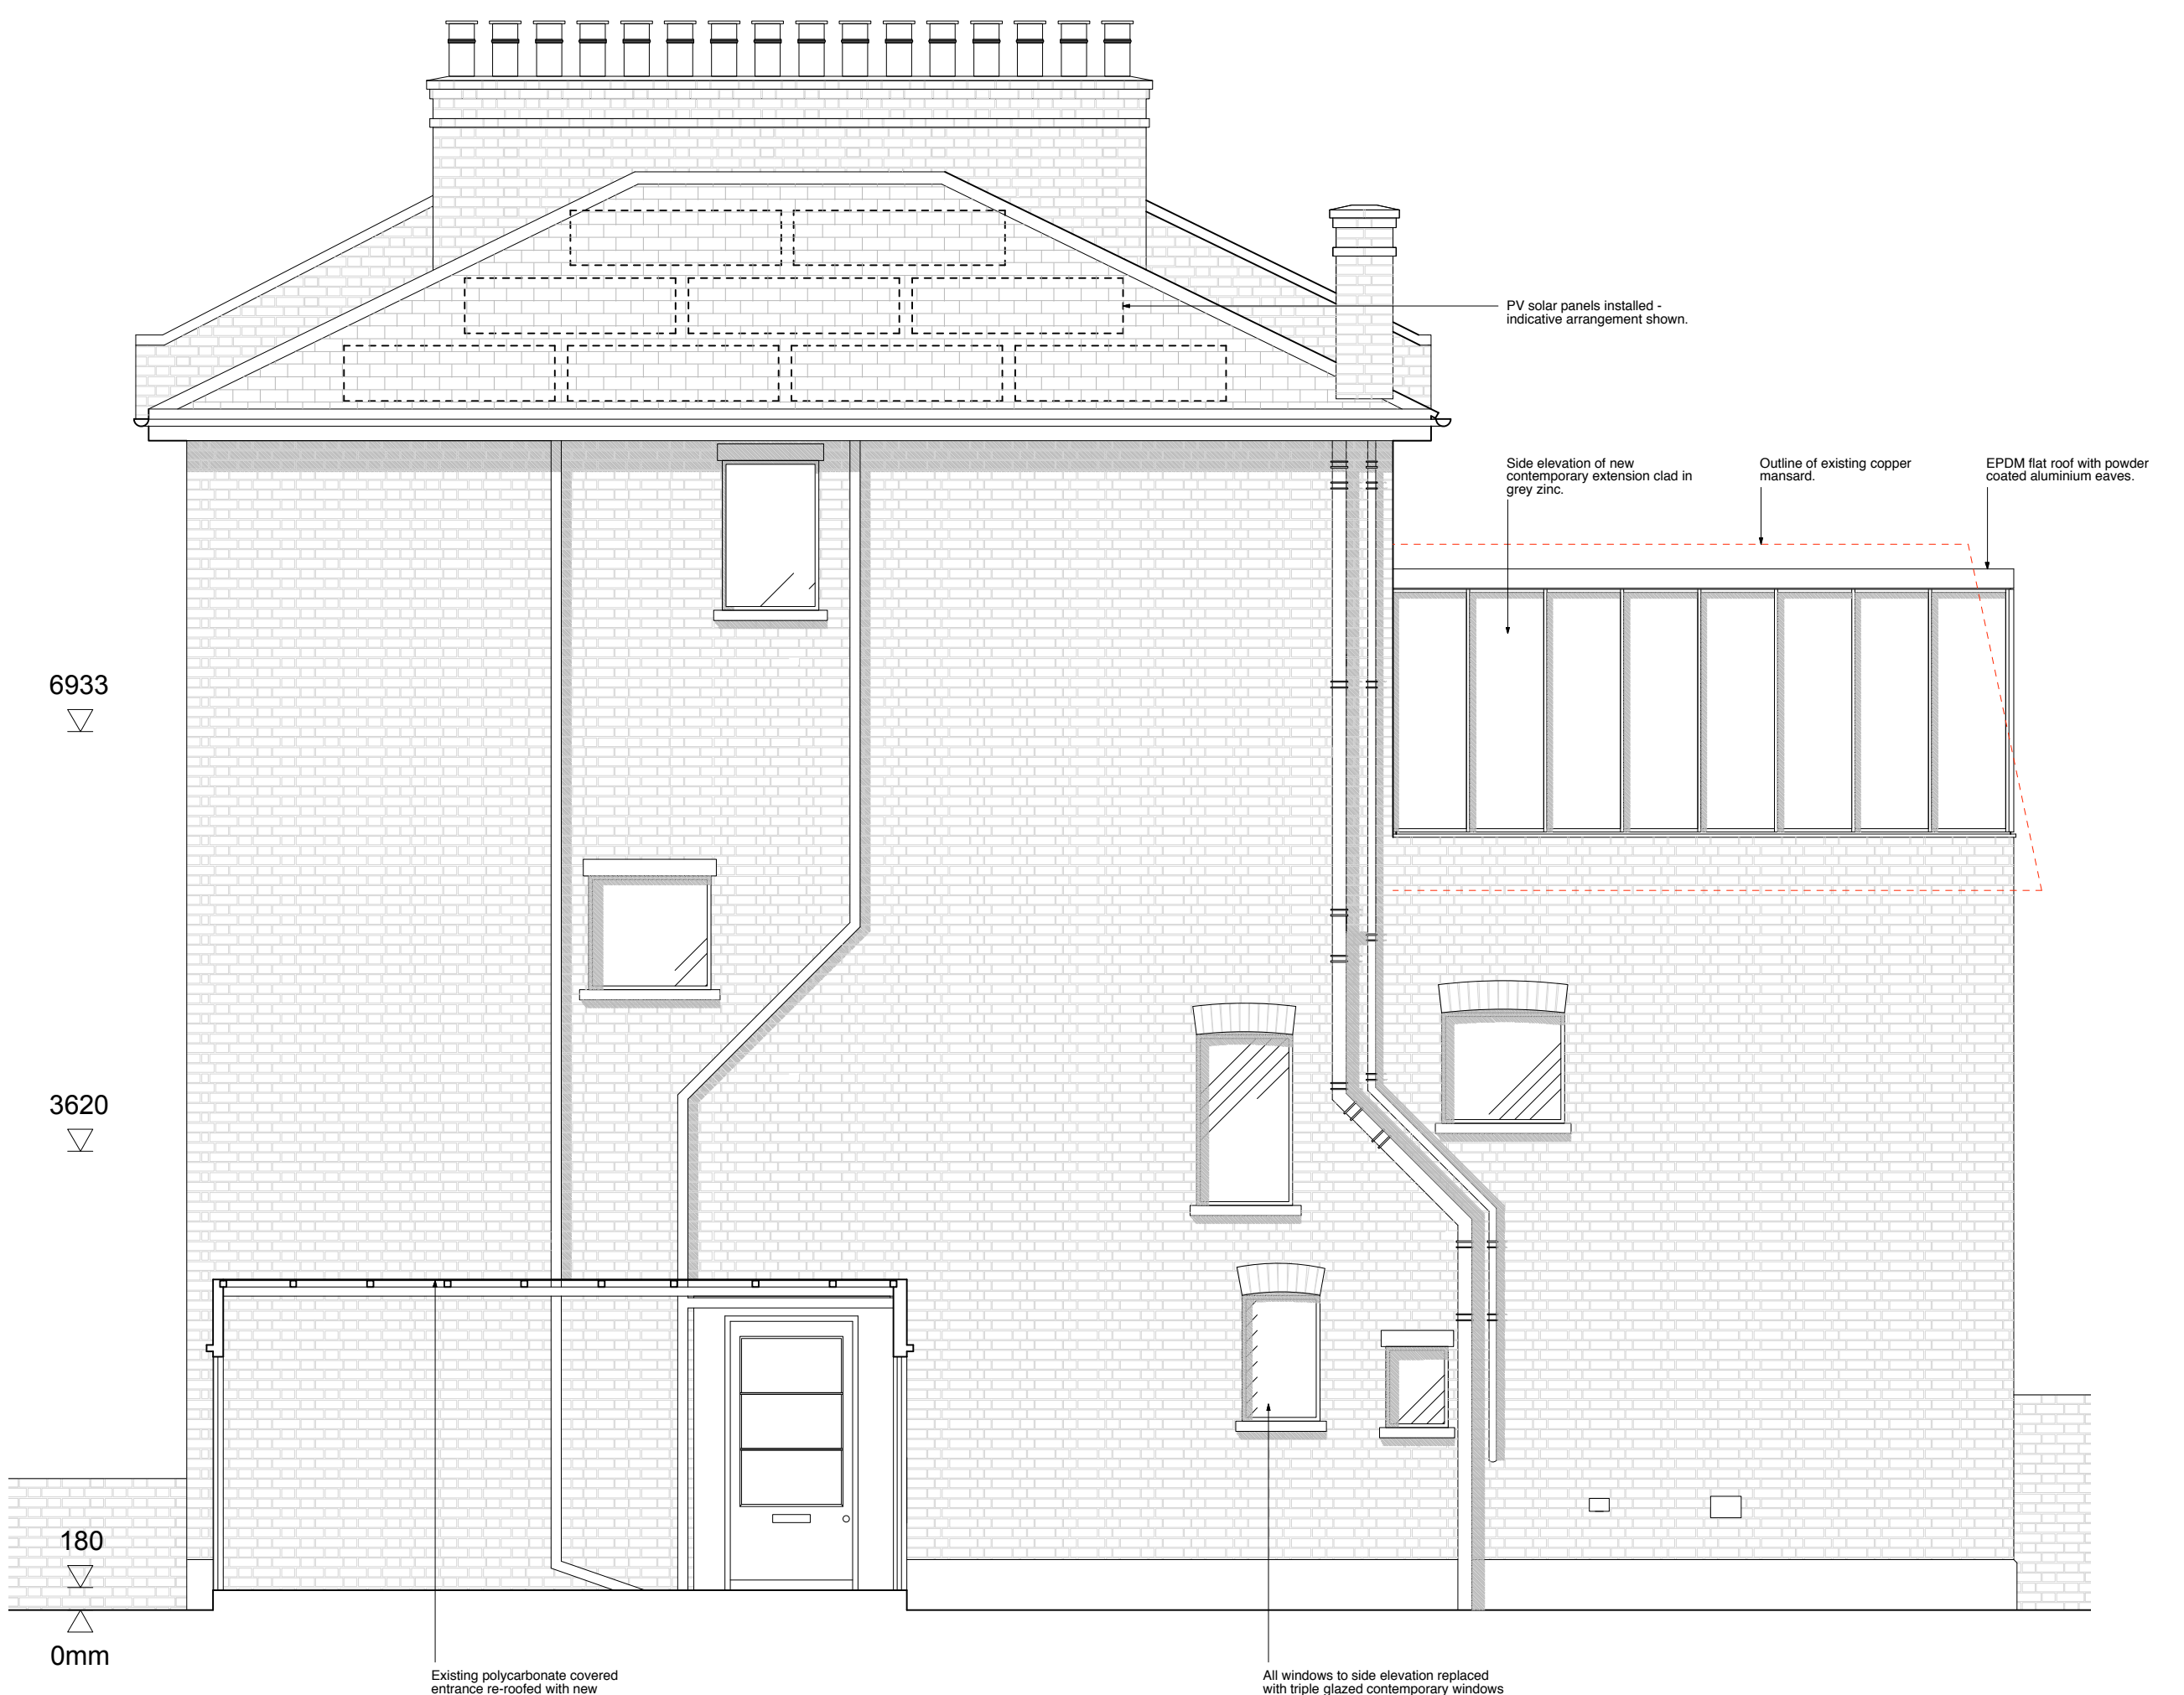 PV solar panels installed -
indicative arrangement shown.
Side elevation of new
contemporary extension clad in
grey zinc.
Outline of existing copper
mansard.
EPDM flat roof with powder
coated aluminium eaves.
6933
3620
180
0mm
Existing polycarbonate covered
entrance re-roofed with new
All windows to side elevation replaced
with triple glazed contemporary windows